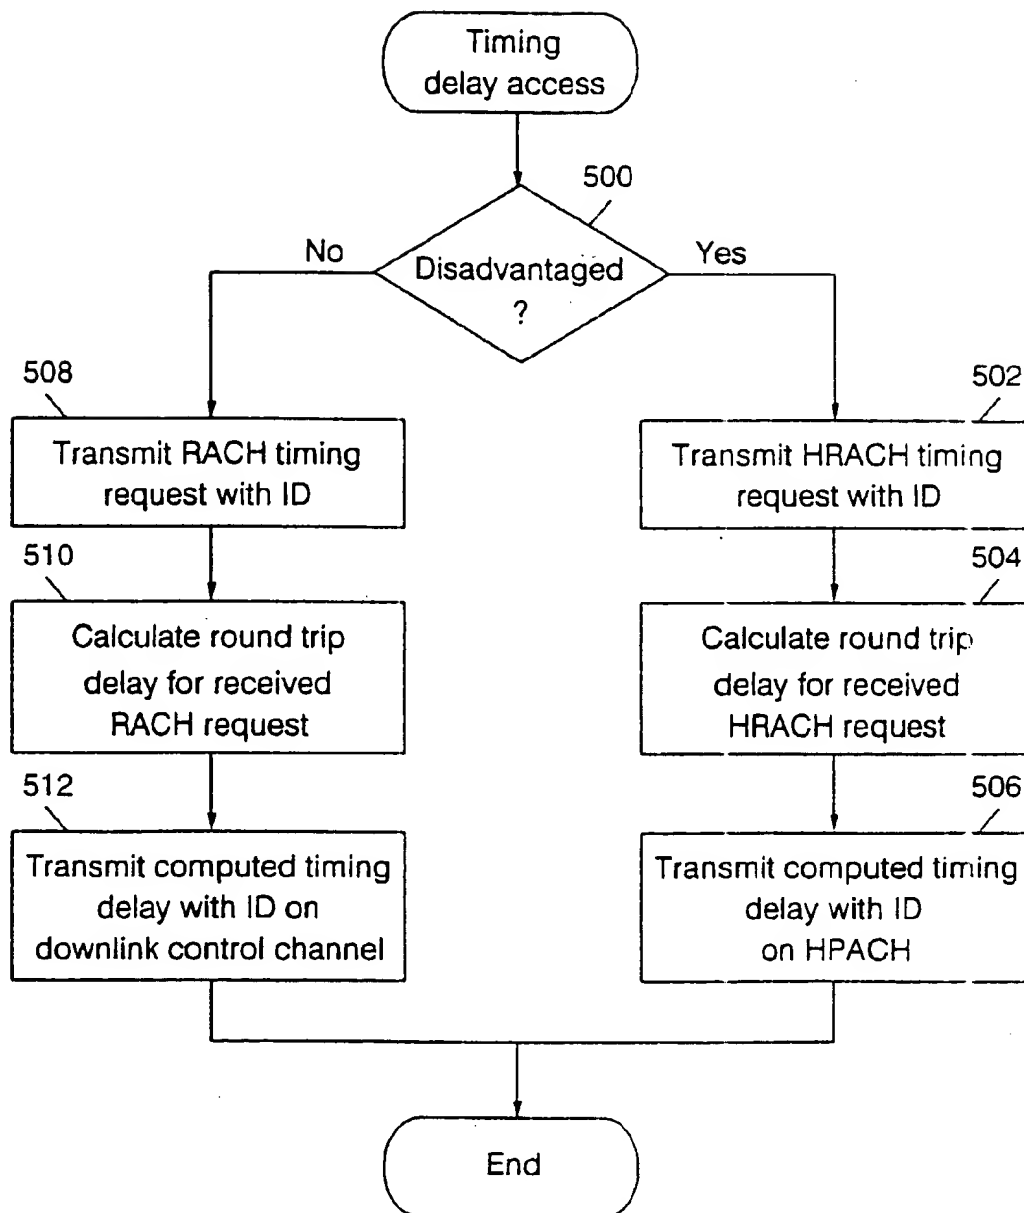 Timing
delay access
500
No
Disadvantaged
?
Yes
508
Transmit RACH timing
request with ID
502
Transmit HRACH timing
request with ID
510
Calculate round trip
delay for received
RACH request
504
Calculate round trip
delay for received
HRACH request
512
Transmit computed timing
delay with ID on
downlink control channel
506
Transmit computed timing
delay with ID
on HPACH
End